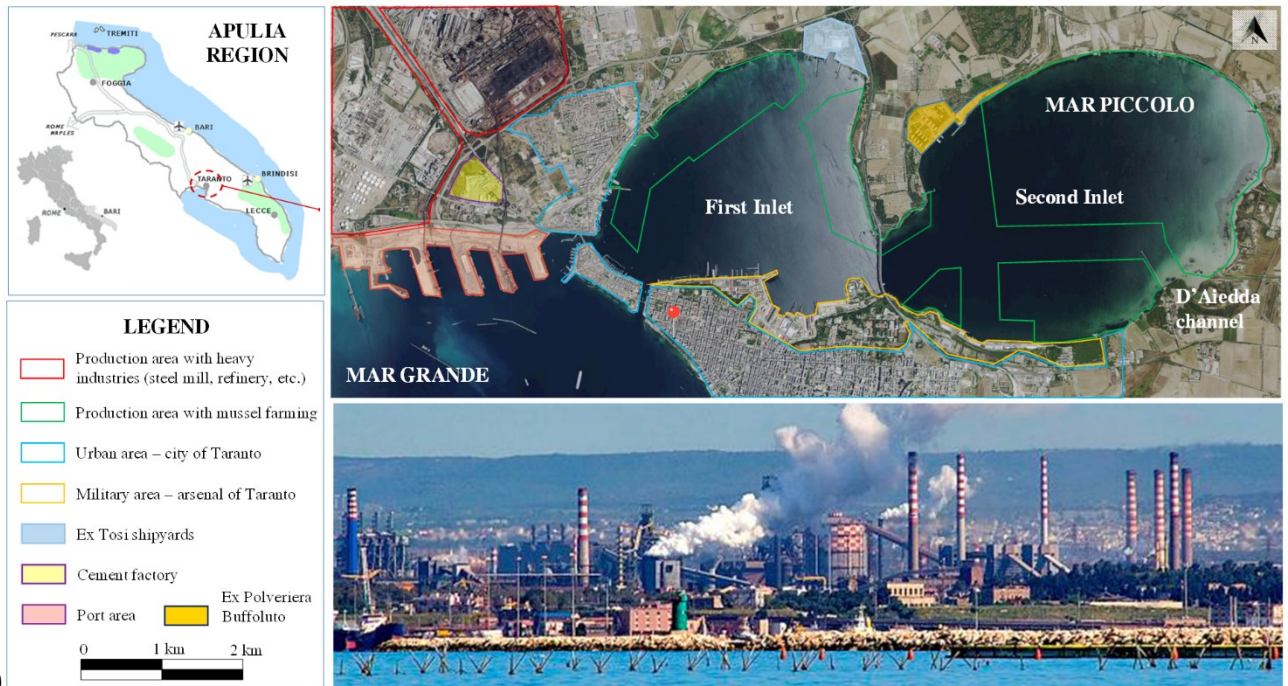 APULIA
REGION
PESCARA
TREMITI
FOGGIA
ROME
NAPLES
BARI
TARANTO
BRINDISI
LECCE
ROME
BARI
LEGEND
Production area with heavy
industries (steel mill, refinery, etc.)
Production area with mussel farming
Urban area – city of Taranto
Military area – arsenal of Taranto
Ex Tosi shipyards
Cement factory
Port area
Ex Polveriera
Buffoluto
0 1 km 2 km
N
MAR PICCOLO
First Inlet
Second Inlet
D'Aiedda
channel
MAR GRANDE